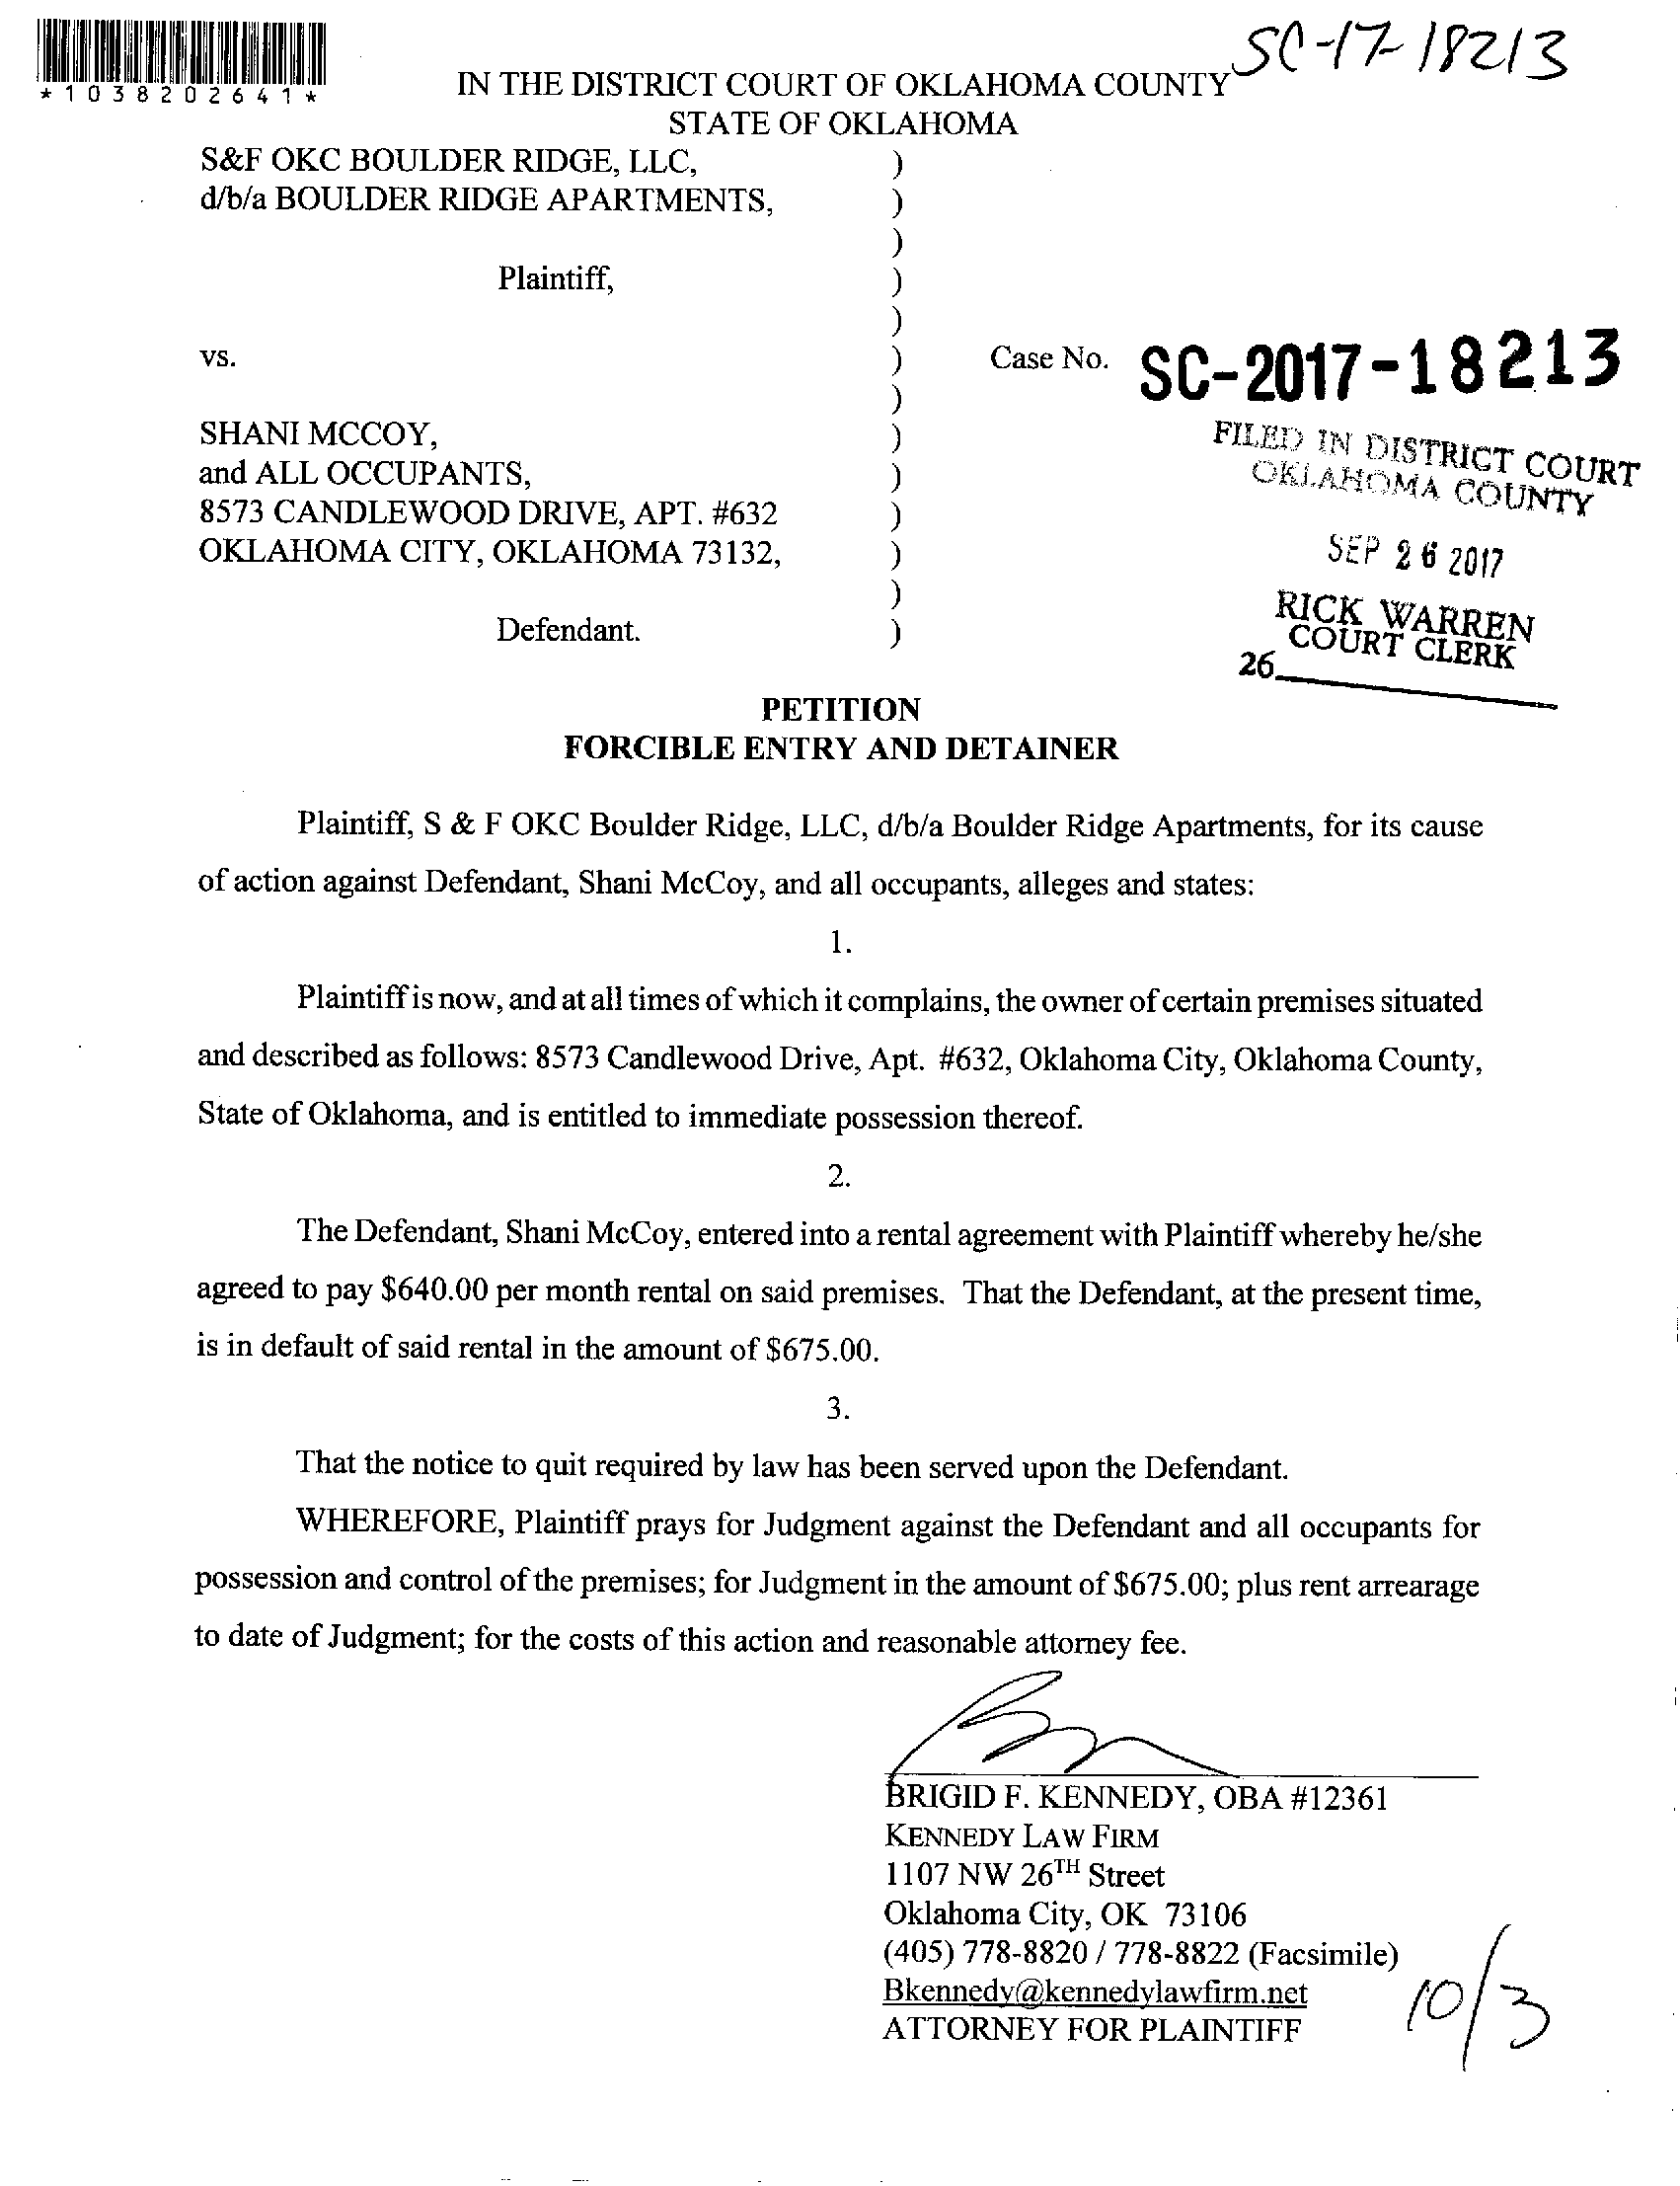 SC-17-18213
*1038202641*
IN THE DISTRICT COURT OF OKLAHOMA COUNTY
STATE OF OKLAHOMA
S&F OKC BOULDER RIDGE, LLC, )
d/b/a BOULDER RIDGE APARTMENTS, )
)
Plaintiff, )
)
vs. ) Case No. SC-2017-18213
)
SHANI MCCOY, )
and ALL OCCUPANTS, )
8573 CANDLEWOOD DRIVE, APT. #632 )
OKLAHOMA CITY, OKLAHOMA 73132, )
)
Defendant. )
FILED IN DISTRICT COURT
OKLAHOMA COUNTY
SEP 26 2017
RICK WARREN
COURT CLERK
26
PETITION
FORCIBLE ENTRY AND DETAINER
Plaintiff, S & F OKC Boulder Ridge, LLC, d/b/a Boulder Ridge Apartments, for its cause
of action against Defendant, Shani McCoy, and all occupants, alleges and states:
1.
Plaintiff is now, and at all times of which it complains, the owner of certain premises situated
and described as follows: 8573 Candlewood Drive, Apt. #632, Oklahoma City, Oklahoma County,
State of Oklahoma, and is entitled to immediate possession thereof.
2.
The Defendant, Shani McCoy, entered into a rental agreement with Plaintiff whereby he/she
agreed to pay $640.00 per month rental on said premises. That the Defendant, at the present time,
is in default of said rental in the amount of $675.00.
3.
That the notice to quit required by law has been served upon the Defendant.
WHEREFORE, Plaintiff prays for Judgment against the Defendant and all occupants for
possession and control of the premises; for Judgment in the amount of $675.00; plus rent arrearage
to date of Judgment; for the costs of this action and reasonable attorney fee.
BRIGID F. KENNEDY, OBA #12361
KENNEDY LAW FIRM
1107 NW 26TH Street
Oklahoma City, OK 73106
(405) 778-8820 / 778-8822 (Facsimile)
Bkennedy@kennedylawfirm.net
ATTORNEY FOR PLAINTIFF
10/3